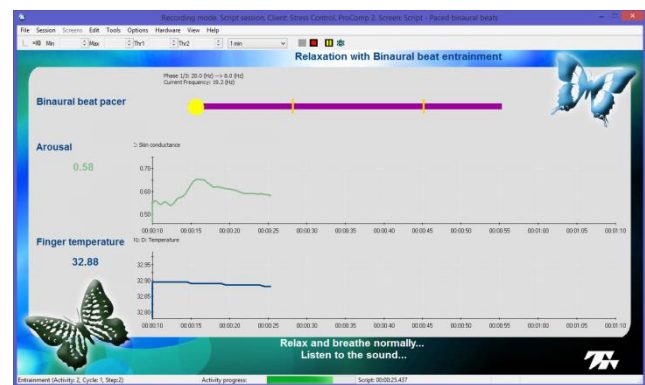 Recording mode. Script session. Client: Stress Control, ProComp 2. Screen: Script - Paced binaural beats
File Session Screens Edit Tools Options Hardware View Help
Min Max Thr1 Thr2 1 min
Relaxation with Binaural beat entrainment
Phase 1/3: 20.0 (Hz) --> 8.0 (Hz)
Current Frequency: 19.2 (Hz)
Binaural beat pacer
Arousal
0.58
Skin conductance
0.70
0.60
0.50
00:00:10 00:00:15 00:00:20 00:00:25 00:00:30 00:00:35 00:00:40 00:00:45 00:00:50 00:00:55 00:01:00 00:01:05 00:01:10
Finger temperature
32.88
Temperature
32.95
32.90
32.85
32.80
00:00:10 00:00:15 00:00:20 00:00:25 00:00:30 00:00:35 00:00:40 00:00:45 00:00:50 00:00:55 00:01:00 00:01:05 00:01:10
Relax and breathe normally...
Listen to the sound...
Entrainment (Activity: 2, Cycle: 1, Step:2) Activity progress: Script: 00:00:25.437